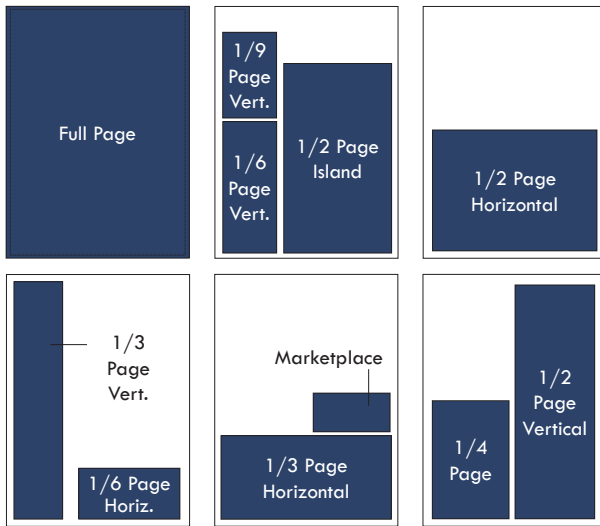 Full Page
1/9
Page
Vert.
1/6
Page
Vert.
1/2 Page
Island
1/2 Page
Horizontal
1/3
Page
Vert.
1/6 Page
Horiz.
Marketplace
1/3 Page
Horizontal
1/4
Page
1/2
Page
Vertical